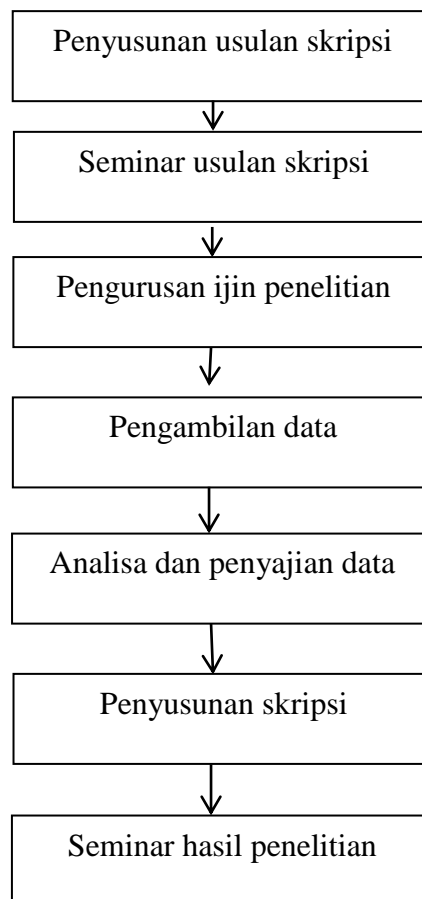 Penyusunan usulan skripsi
Seminar usulan skripsi
Pengurusan ijin penelitian
Pengambilan data
Analisa dan penyajian data
Penyusunan skripsi
Seminar hasil penelitian